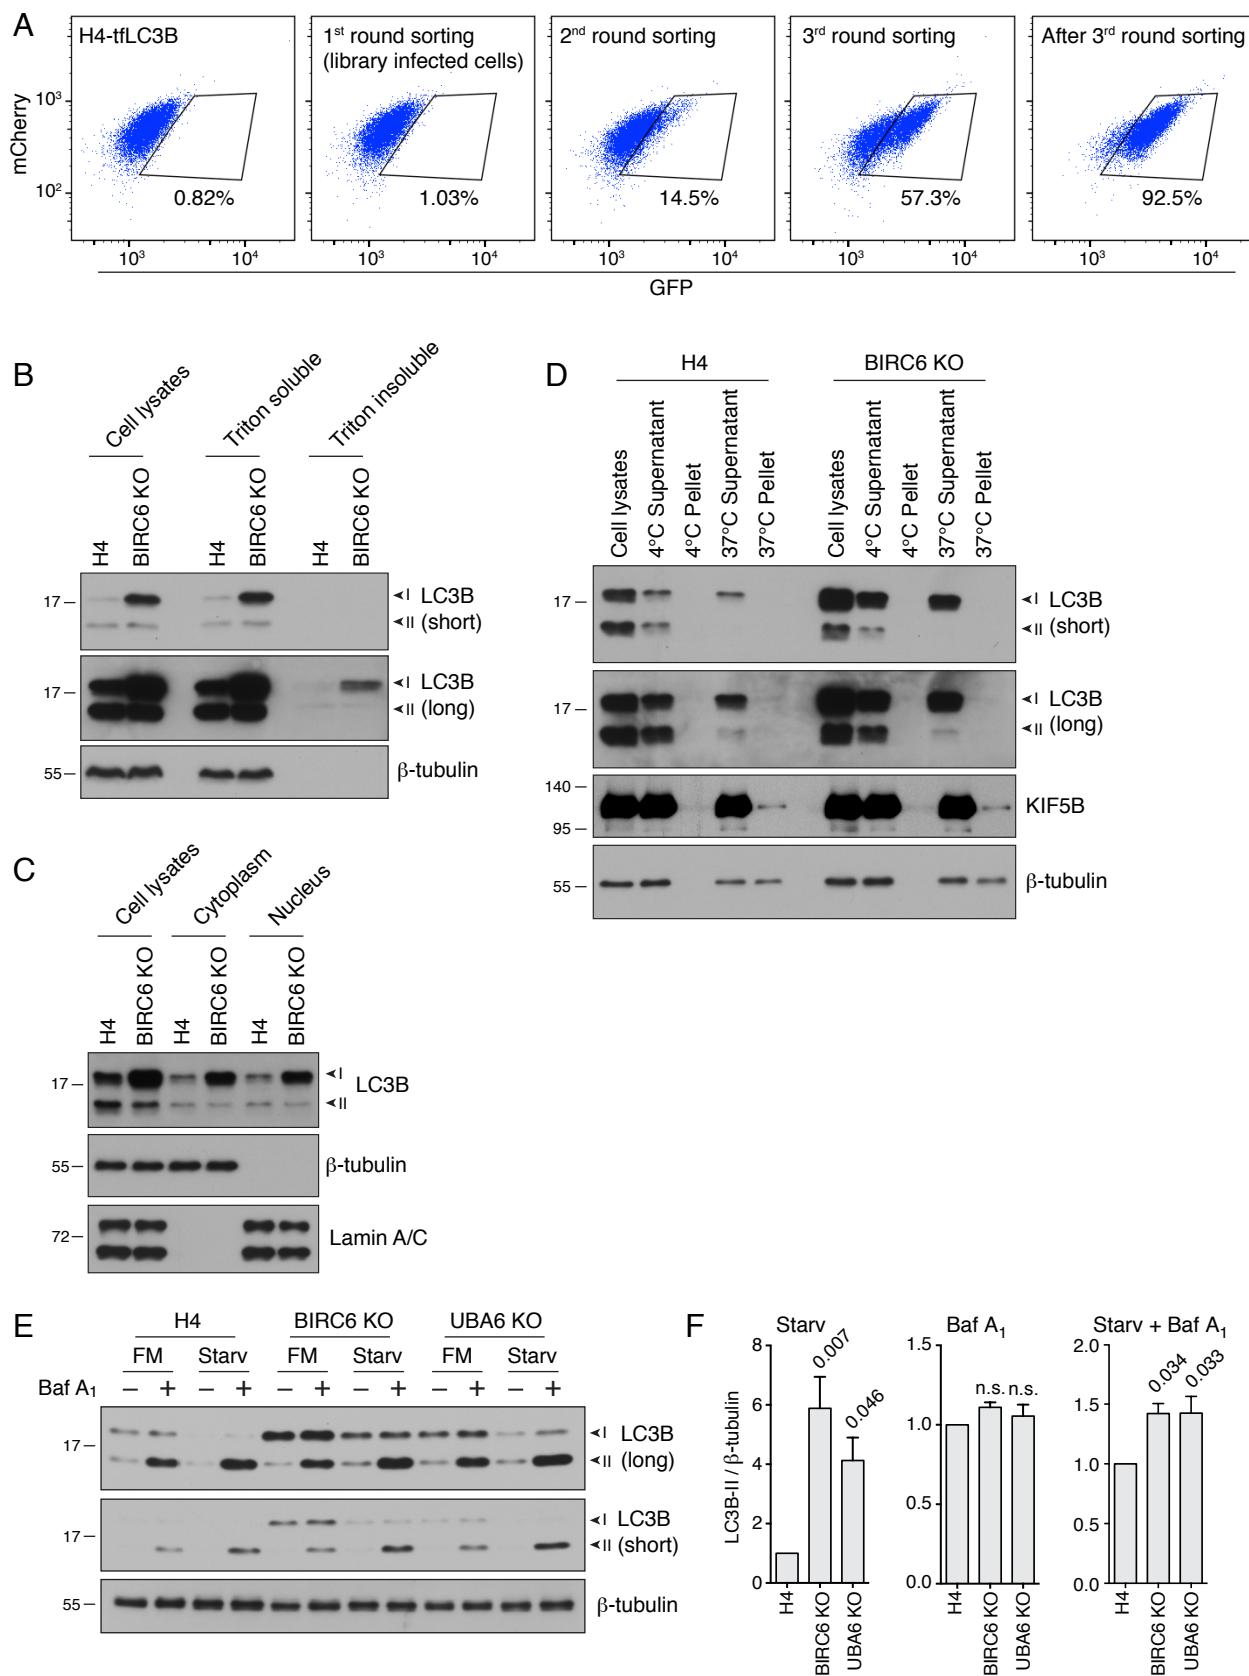 A
H4-tfLC3B
1st round sorting
(library infected cells)
2nd round sorting
3rd round sorting
After 3rd round sorting
mCherry
10³
10²
0.82%
1.03%
14.5%
57.3%
92.5%
10³ 10⁴ 10³ 10⁴ 10³ 10⁴ 10³ 10⁴ 10³ 10⁴
GFP
B
Cell lysates
Triton soluble
Triton insoluble
H4
BIRC6 KO
H4
BIRC6 KO
H4
BIRC6 KO
17
I LC3B
II (short)
17
I LC3B
II (long)
55
β-tubulin
C
Cell lysates
Cytoplasm
Nucleus
H4
BIRC6 KO
H4
BIRC6 KO
H4
BIRC6 KO
17
I
LC3B
II
55
β-tubulin
72
Lamin A/C
D
H4
BIRC6 KO
Cell lysates
4°C Supernatant
4°C Pellet
37°C Supernatant
37°C Pellet
Cell lysates
4°C Supernatant
4°C Pellet
37°C Supernatant
37°C Pellet
17
I LC3B
II (short)
17
I LC3B
II (long)
140
95
KIF5B
55
β-tubulin
E
H4 BIRC6 KO UBA6 KO
FM Starv FM Starv FM Starv
Baf A₁ − + − + − + − + − + − +
17
I LC3B
II (long)
17
I LC3B
II (short)
55
β-tubulin
F
Starv
LC3B-II / β-tubulin
8
6
4
2
0
0.007
0.046
H4
BIRC6 KO
UBA6 KO
Baf A₁
1.5
1.0
0.5
0.0
n.s. n.s.
H4
BIRC6 KO
UBA6 KO
Starv + Baf A₁
2.0
1.5
1.0
0.5
0.0
0.034
0.033
H4
BIRC6 KO
UBA6 KO